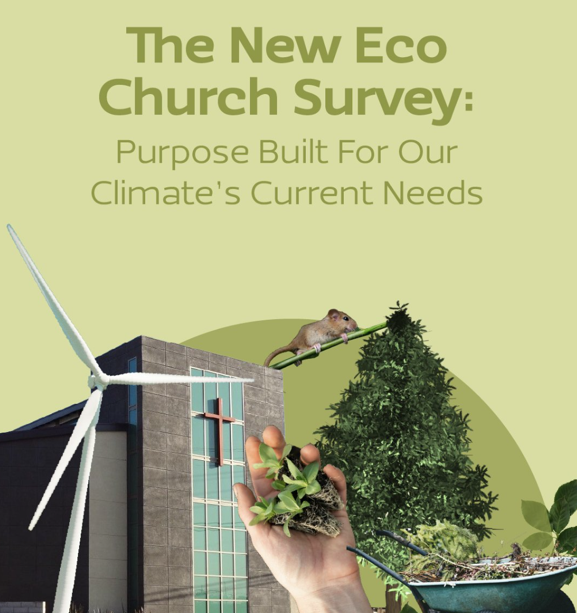 The New Eco
Church Survey:
Purpose Built For Our
Climate's Current Needs